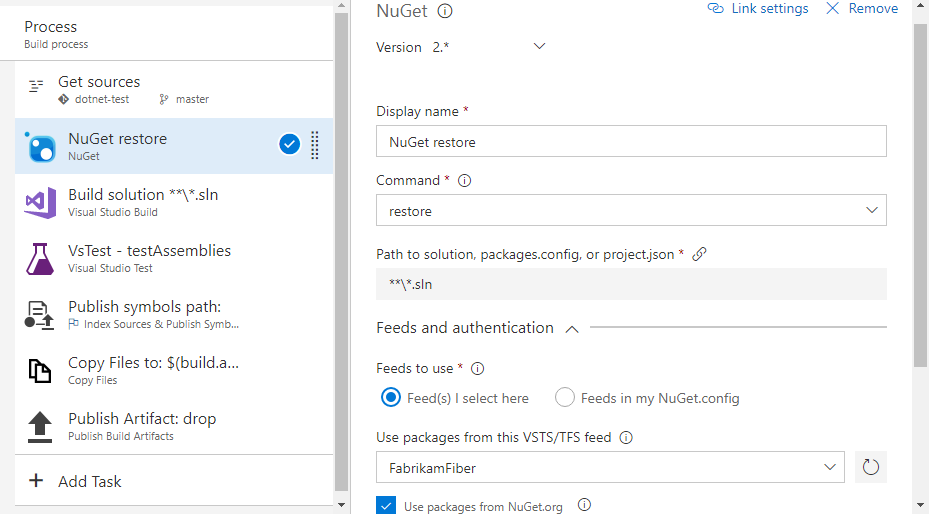 Process
Build process
Get sources
dotnet-test master
NuGet restore
NuGet
Build solution **\*.sln
Visual Studio Build
VsTest - testAssemblies
Visual Studio Test
Publish symbols path:
Index Sources & Publish Symb...
Copy Files to: $(build.a...
Copy Files
Publish Artifact: drop
Publish Build Artifacts
+ Add Task
NuGet
Link settings
Remove
Version 2.*
Display name *
NuGet restore
Command *
restore
Path to solution, packages.config, or project.json *
**\*.sln
Feeds and authentication
Feeds to use *
Feed(s) I select here Feeds in my NuGet.config
Use packages from this VSTS/TFS feed
FabrikamFiber
Use packages from NuGet.org